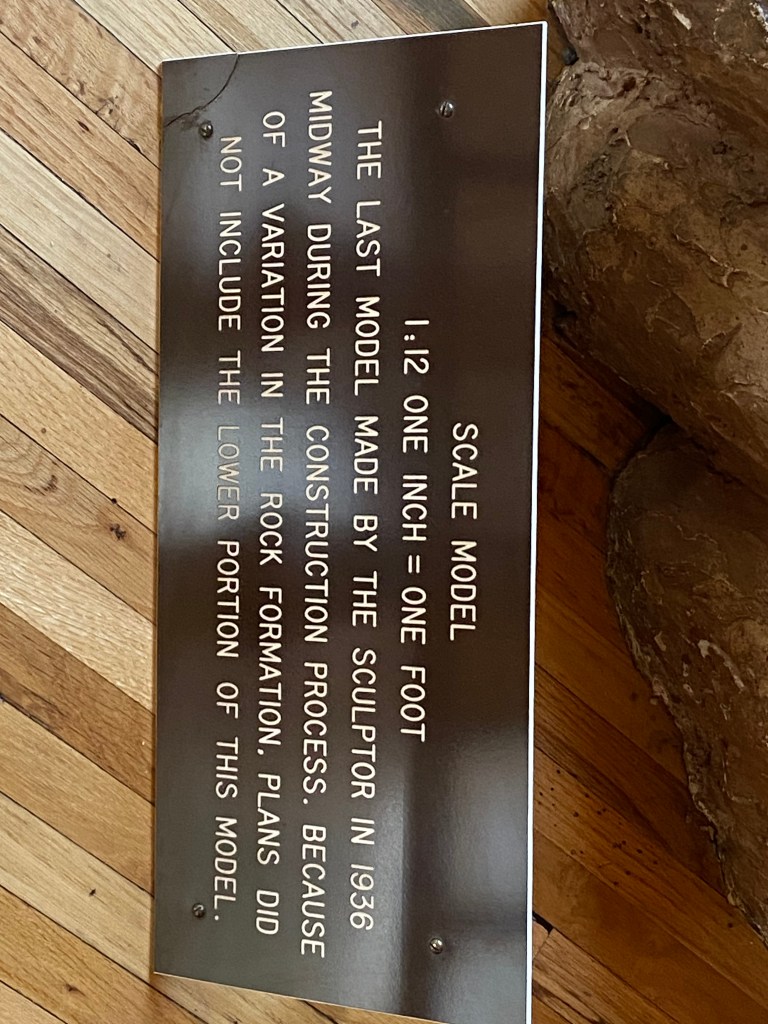 SCALE MODEL
1:12 ONE INCH = ONE FOOT
THE LAST MODEL MADE BY THE SCULPTOR IN 1936
MIDWAY DURING THE CONSTRUCTION PROCESS. BECAUSE
OF A VARIATION IN THE ROCK FORMATION, PLANS DID
NOT INCLUDE THE LOWER PORTION OF THIS MODEL.